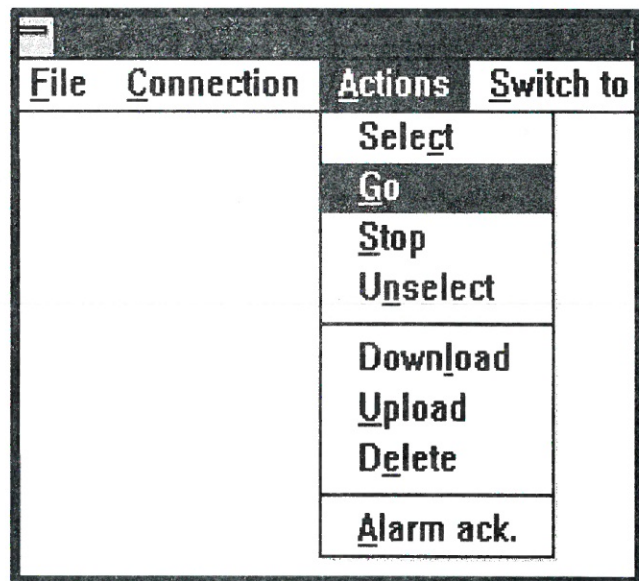 File Connection Actions Switch to
Select
Go
Stop
Unselect
Download
Upload
Delete
Alarm ack.